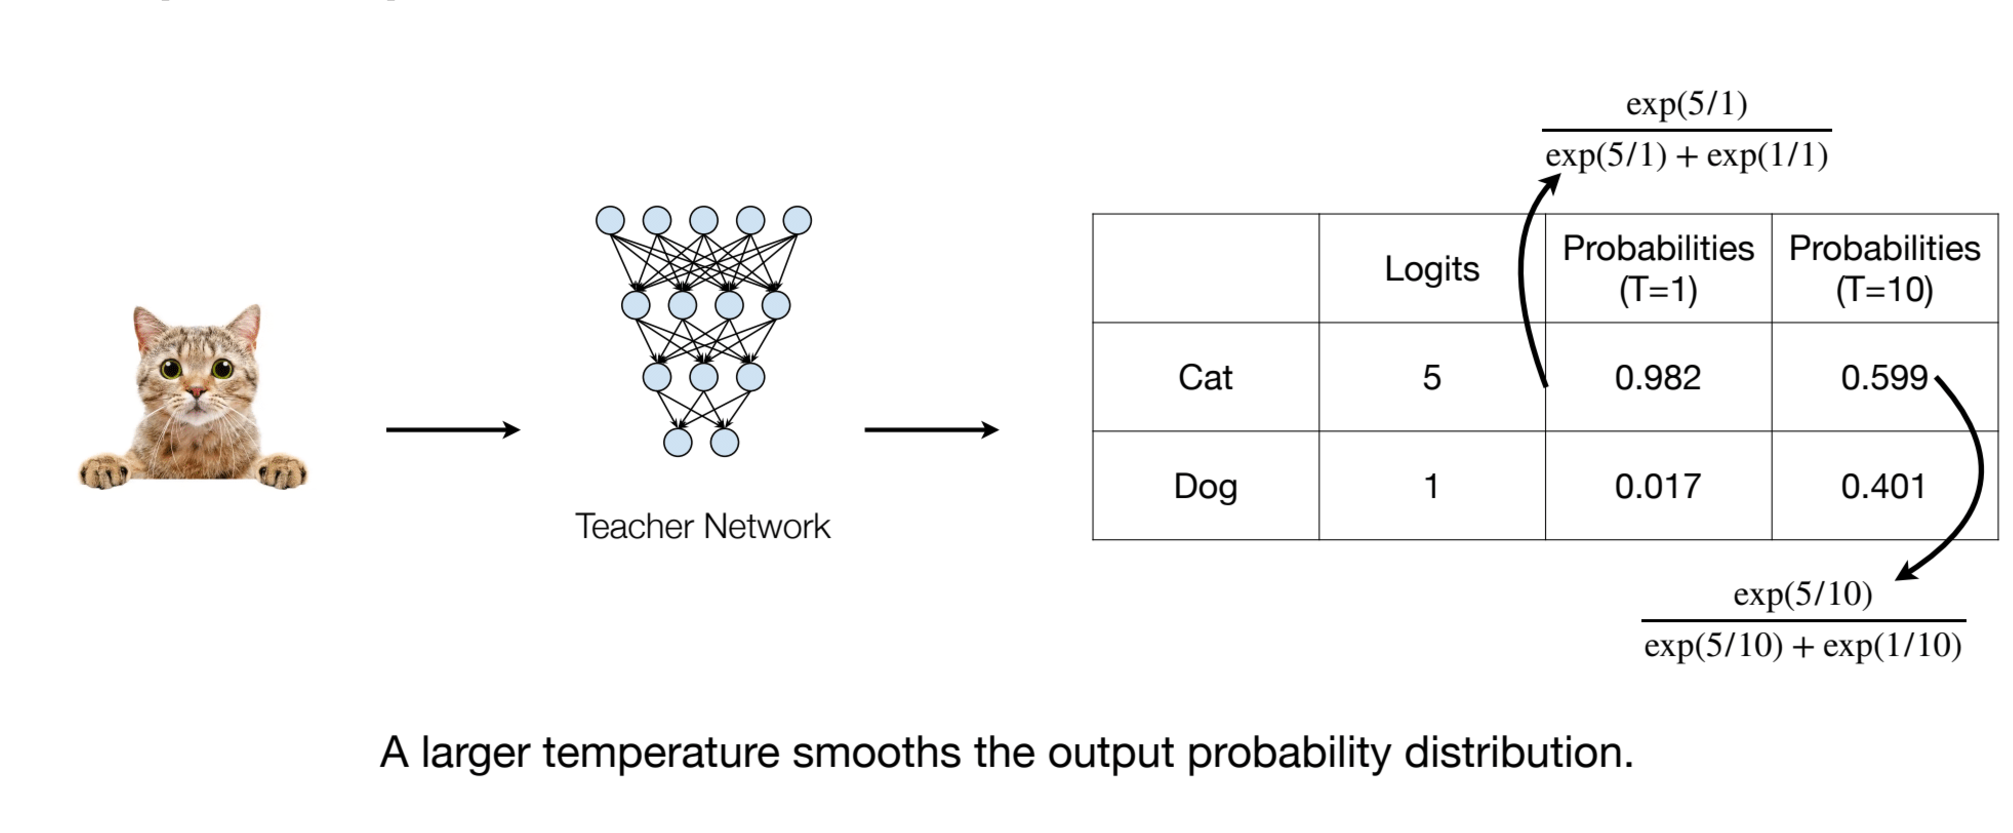 exp(5/1)
exp(5/1) + exp(1/1)
Logits
Probabilities
(T=1)
Probabilities
(T=10)
Cat
5
0.982
0.599
Dog
1
0.017
0.401
Teacher Network
exp(5/10)
exp(5/10) + exp(1/10)
A larger temperature smooths the output probability distribution.